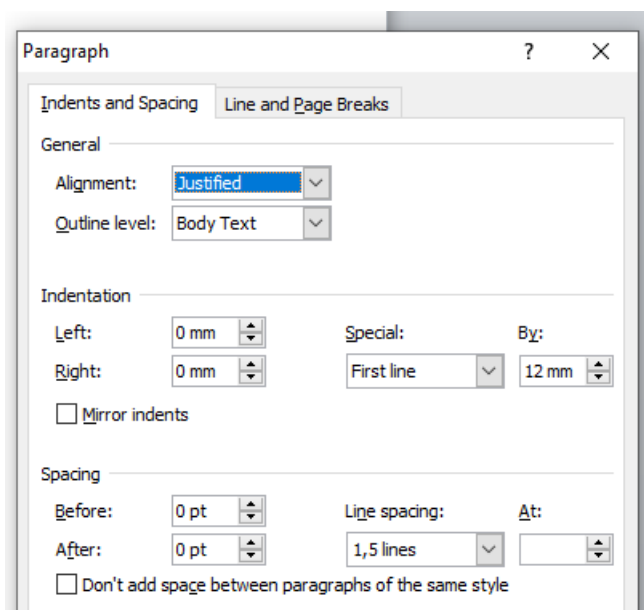 Paragraph ?
Indents and Spacing Line and Page Breaks
General
Alignment: Justified
Outline level: Body Text
Indentation
Left: 0 mm Special: By:
Right: 0 mm First line 12 mm
Mirror indents
Spacing
Before: 0 pt Line spacing: At:
After: 0 pt 1,5 lines
Don't add space between paragraphs of the same style